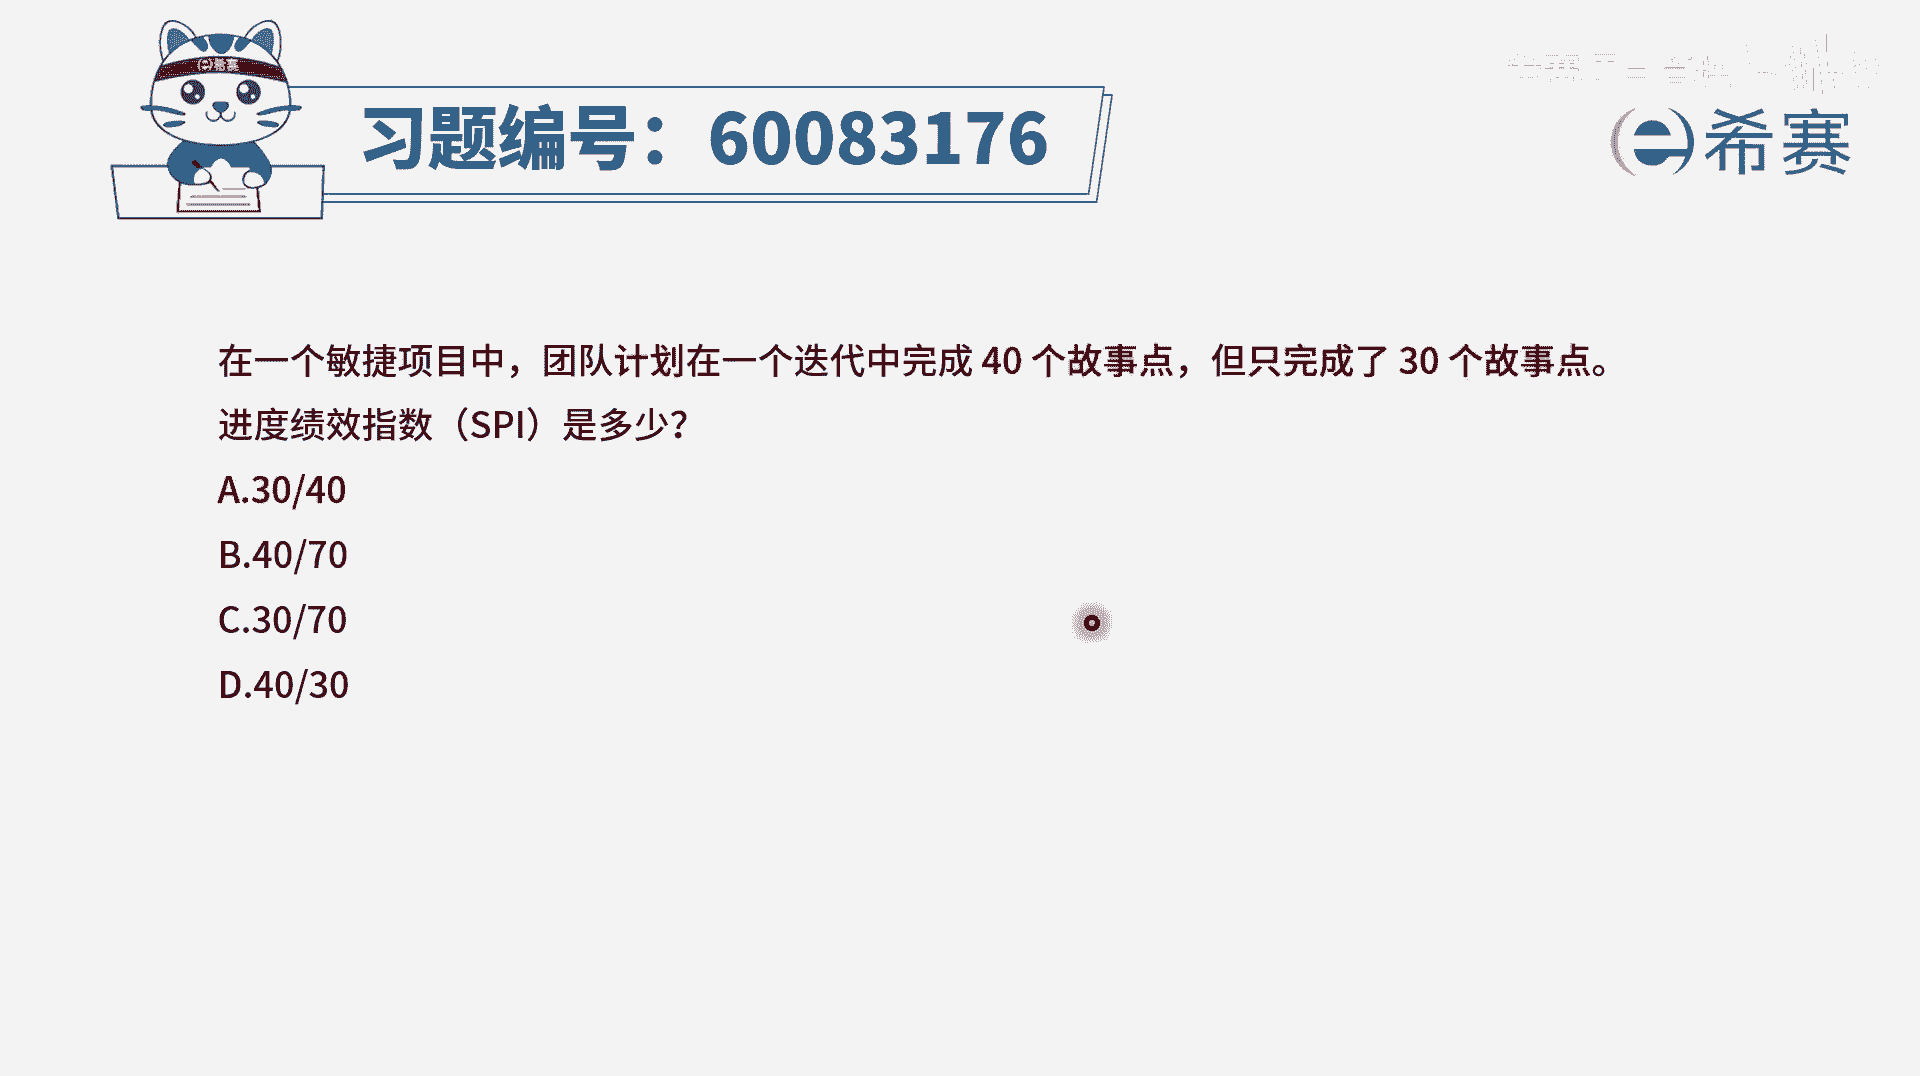 (e)希赛
习题编号：60083176
e希赛
在一个敏捷项目中，团队计划在一个迭代中完成 40 个故事点，但只完成了 30 个故事点。
进度绩效指数（SPI）是多少？
A.30/40
B.40/70
C.30/70
D.40/30